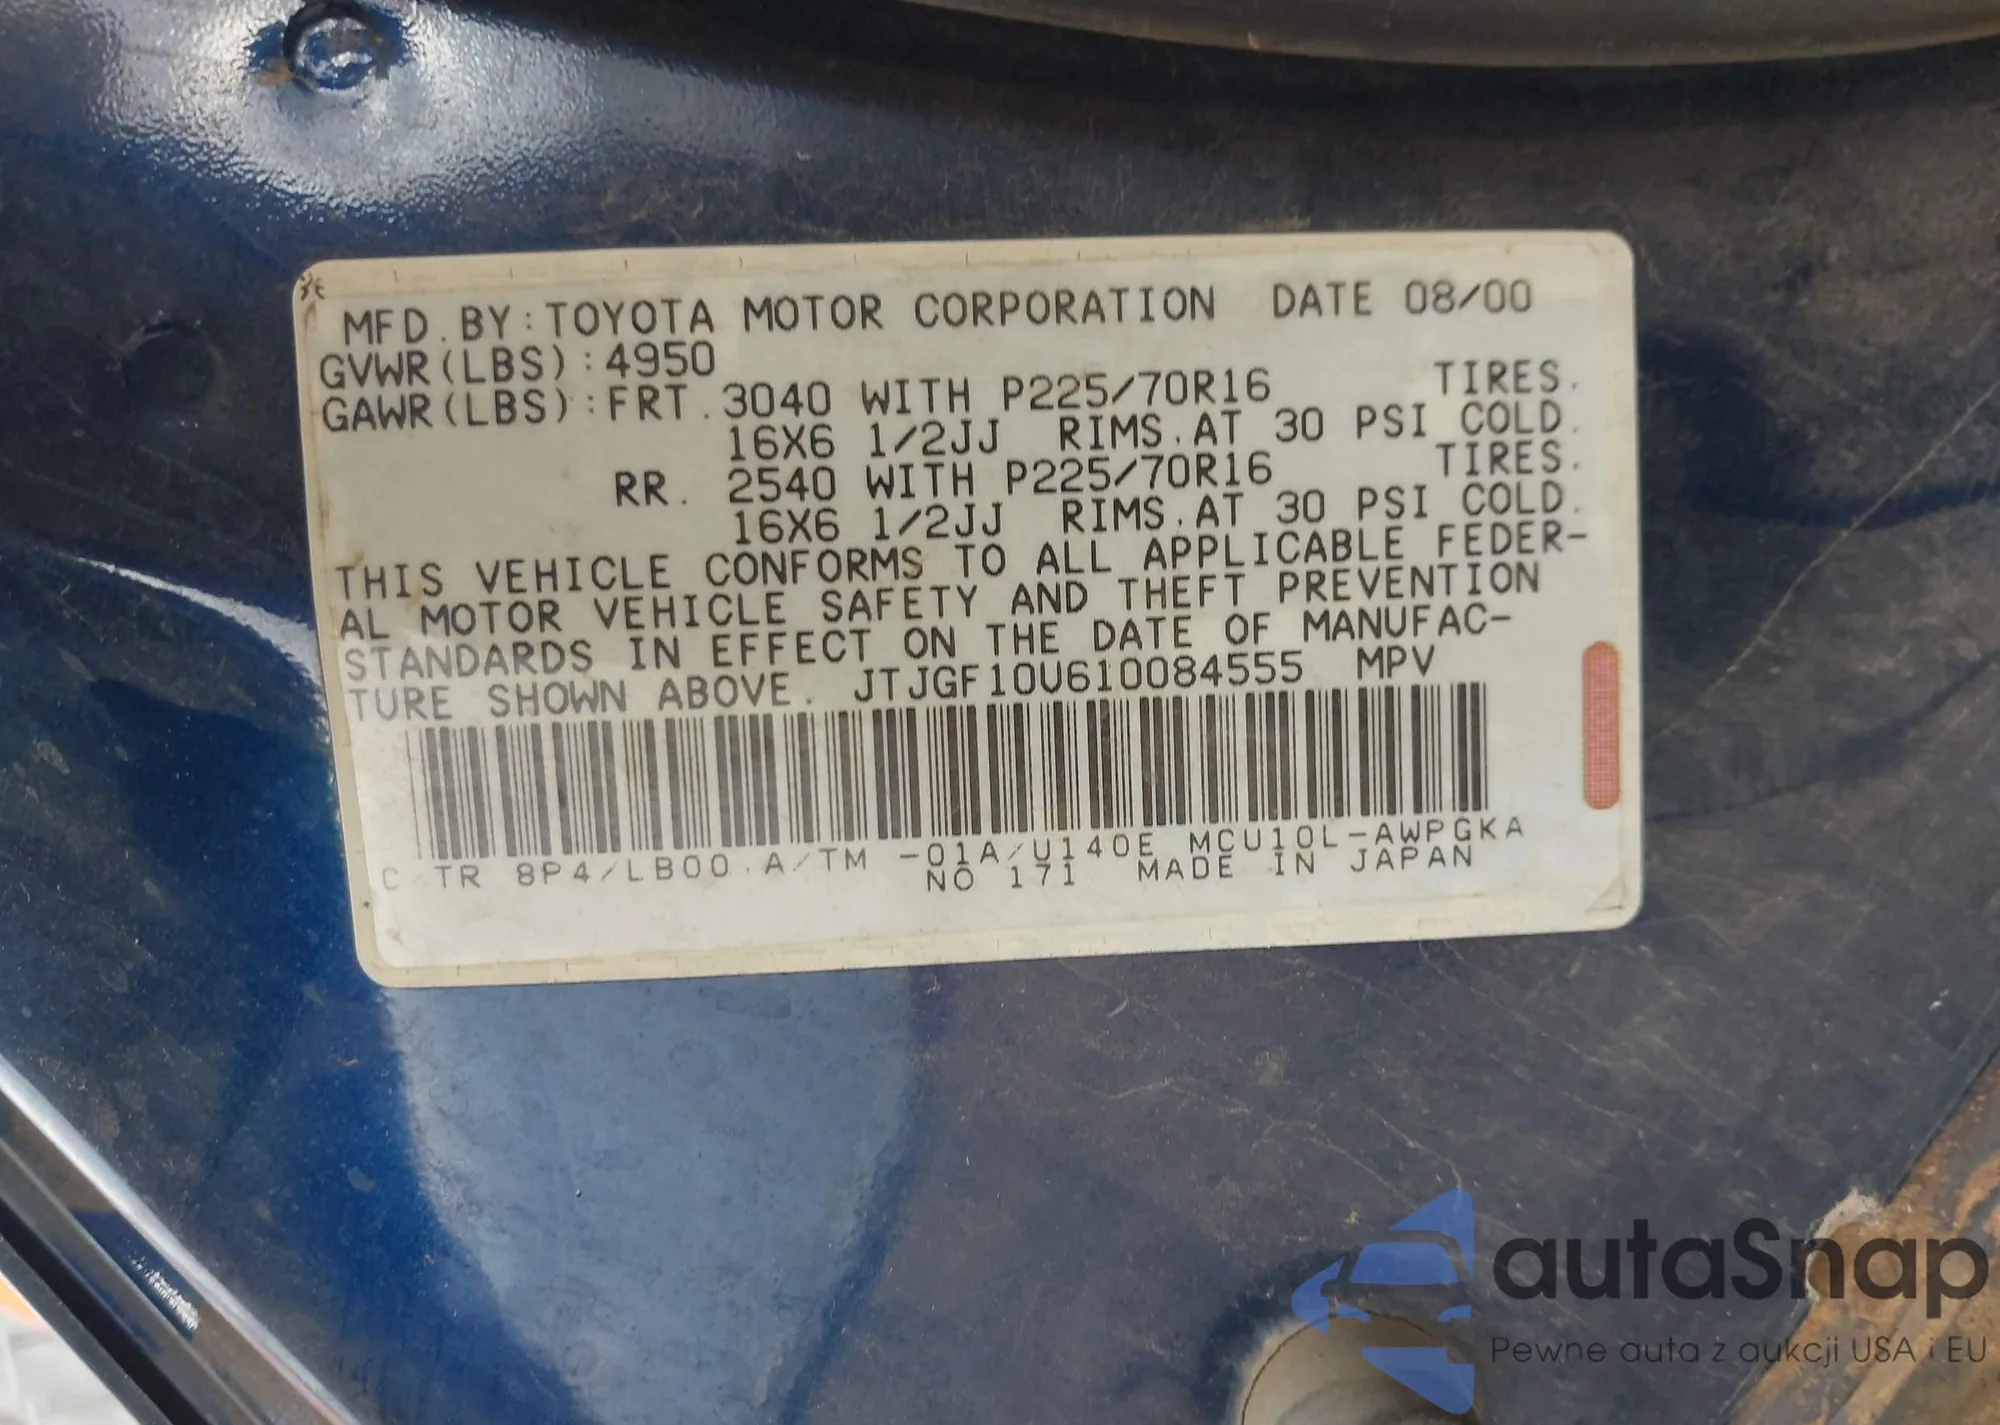 MFD. BY: TOYOTA MOTOR CORPORATION DATE 08/00
GVWR(LBS): 4950
GAWR(LBS): FRT. 3040 WITH P225/70R16 TIRES.
16X6 1/2JJ RIMS. AT 30 PSI COLD.
RR. 2540 WITH P225/70R16 TIRES.
16X6 1/2JJ RIMS. AT 30 PSI COLD.
THIS VEHICLE CONFORMS TO ALL APPLICABLE FEDER-
AL MOTOR VEHICLE SAFETY AND THEFT PREVENTION
STANDARDS IN EFFECT ON THE DATE OF MANUFAC-
TURE SHOWN ABOVE. JTJGF10U610084555 MPV
C/TR 8P4/LB00. A/TM -01A/U140E MCU10L-AWPGKA
NO 171 MADE IN JAPAN
autaSnap
Pewne auta z aukcji USA i EU